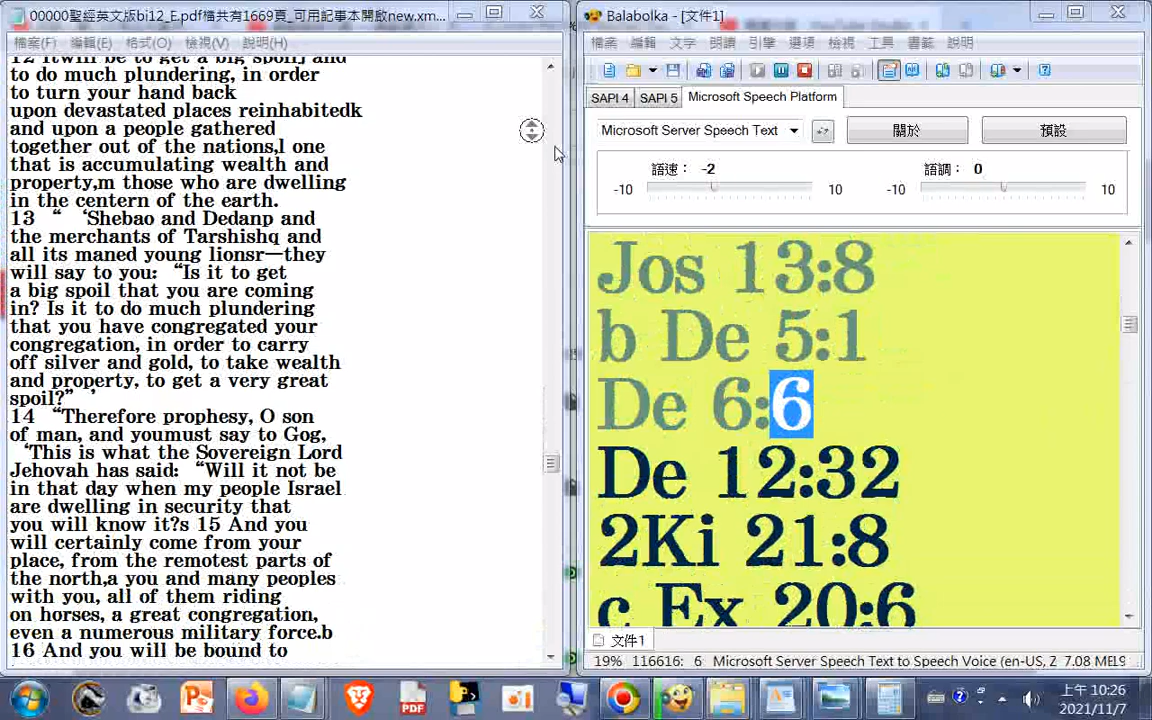 00000聖經英文版bi12_E.pdf檔共有1669頁_可用記事本開啟new.xm...
檔案(F) 編輯(E) 格式(O) 檢視(V) 說明(H)
12 Itwill be to get a big spoilj and
to do much plundering, in order
to turn your hand back
upon devastated places reinhabitedk
and upon a people gathered
together out of the nations,l one
that is accumulating wealth and
property,m those who are dwelling
in the centern of the earth.
13 “ ‘Shebao and Dedanp and
the merchants of Tarshishq and
all its maned young lionsr—they
will say to you: “Is it to get
a big spoil that you are coming
in? Is it to do much plundering
that you have congregated your
congregation, in order to carry
off silver and gold, to take wealth
and property, to get a very great
spoil?” ’
14 “Therefore prophesy, O son
of man, and youmust say to Gog,
‘This is what the Sovereign Lord
Jehovah has said: “Will it not be
in that day when my people Israel
are dwelling in security that
you will know it?s 15 And you
will certainly come from your
place, from the remotest parts of
the north,a you and many peoples
with you, all of them riding
on horses, a great congregation,
even a numerous military force.b
16 And you will be bound to
Balabolka - [文件1]
檔案 編輯 文字 朗讀 引擎 選項 檢視 工具 書籤 說明
SAPI 4 SAPI 5 Microsoft Speech Platform
Microsoft Server Speech Text 關於 預設
語速: -2 語調: 0
-10 10 -10 10
Jos 13:8
b De 5:1
De 6:6
De 12:32
2Ki 21:8
c Ex 20:6
文件1
19% 116616: 6 Microsoft Server Speech Text to Speech Voice (en-US, Z 7.08 MB
上午 10:26
2021/11/7